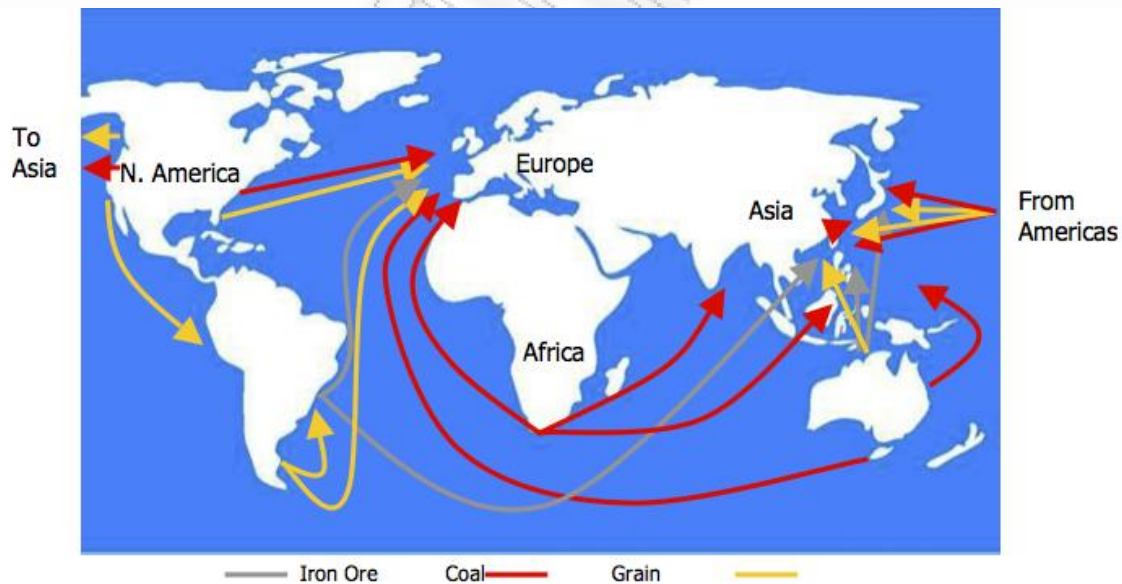 To
Asia
N. America
Europe
Asia
Africa
From
Americas
Iron Ore Coal Grain